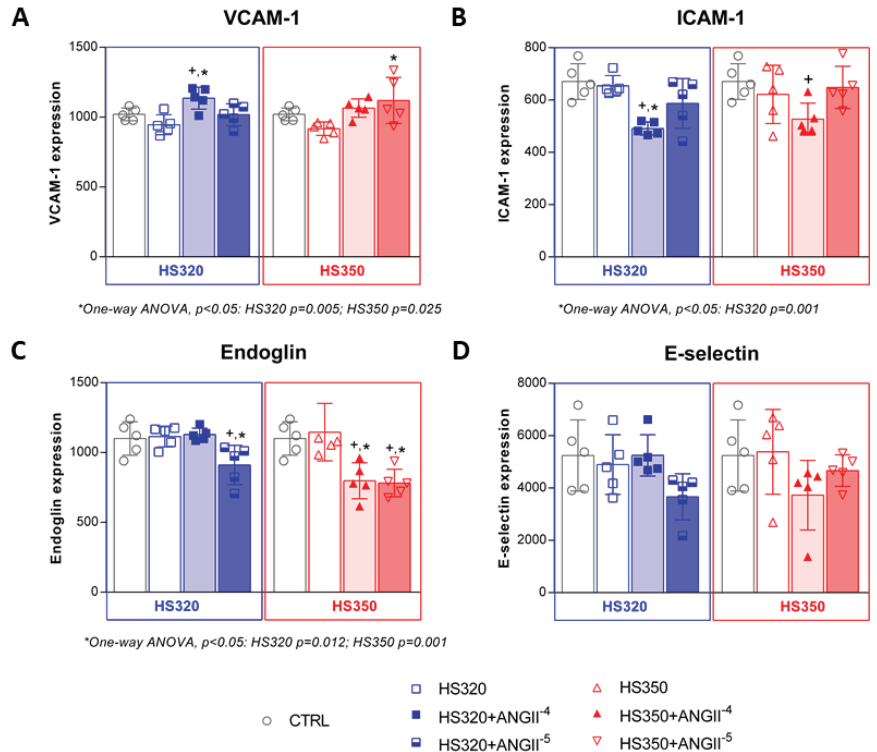 A
VCAM-1
1500
1000
500
0
VCAM-1 expression
+,*
*
HS320
HS350
*One-way ANOVA, p<0.05: HS320 p=0.005; HS350 p=0.025
B
ICAM-1
800
600
400
200
0
ICAM-1 expression
+,*
+
HS320
HS350
*One-way ANOVA, p<0.05: HS320 p=0.001
C
Endoglin
1500
1000
500
0
Endoglin expression
+,*
+,*
+,*
HS320
HS350
*One-way ANOVA, p<0.05: HS320 p=0.012; HS350 p=0.001
D
E-selectin
8000
6000
4000
2000
0
E-selectin expression
HS320
HS350
CTRL
HS320
HS320+ANGII⁻⁴
HS320+ANGII⁻⁵
HS350
HS350+ANGII⁻⁴
HS350+ANGII⁻⁵